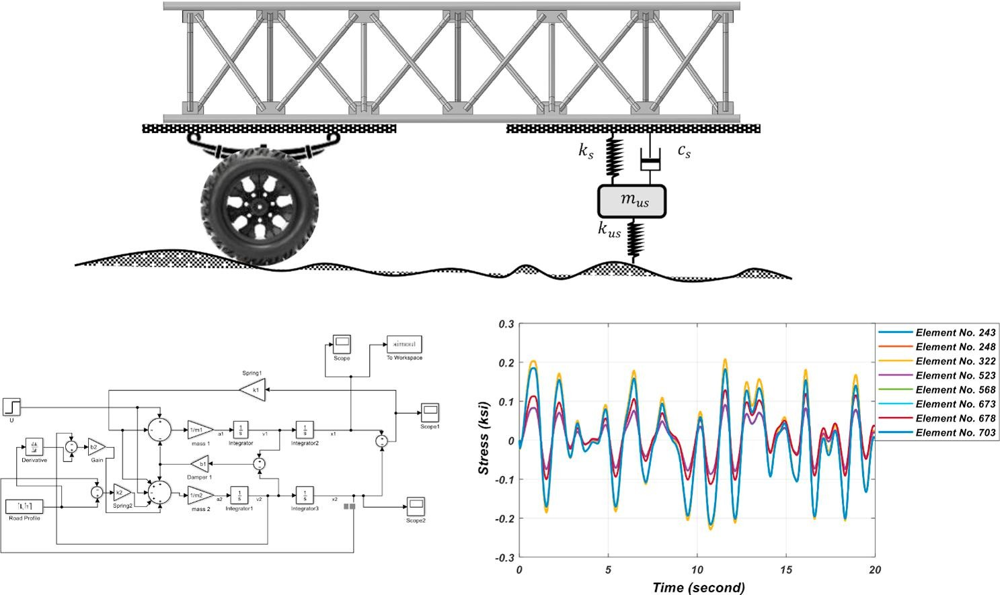 k_s
c_s
m_us
k_us
Scope
simout
To Workspace
Spring1
k1
U
1/m1
mass 1
a1
1/s
Integrator
v1
1/s
Integrator2
x1
Scope1
Derivative
b2
Gain
b1
Damper 1
k2
Spring2
1/m2
mass 2
a2
1/s
Integrator1
v2
1/s
Integrator3
x2
Scope2
Road Profile
0.3
0.2
0.1
0
-0.1
-0.2
-0.3
Stress (ksi)
0
5
10
15
20
Time (second)
Element No. 243
Element No. 248
Element No. 322
Element No. 523
Element No. 568
Element No. 673
Element No. 678
Element No. 703